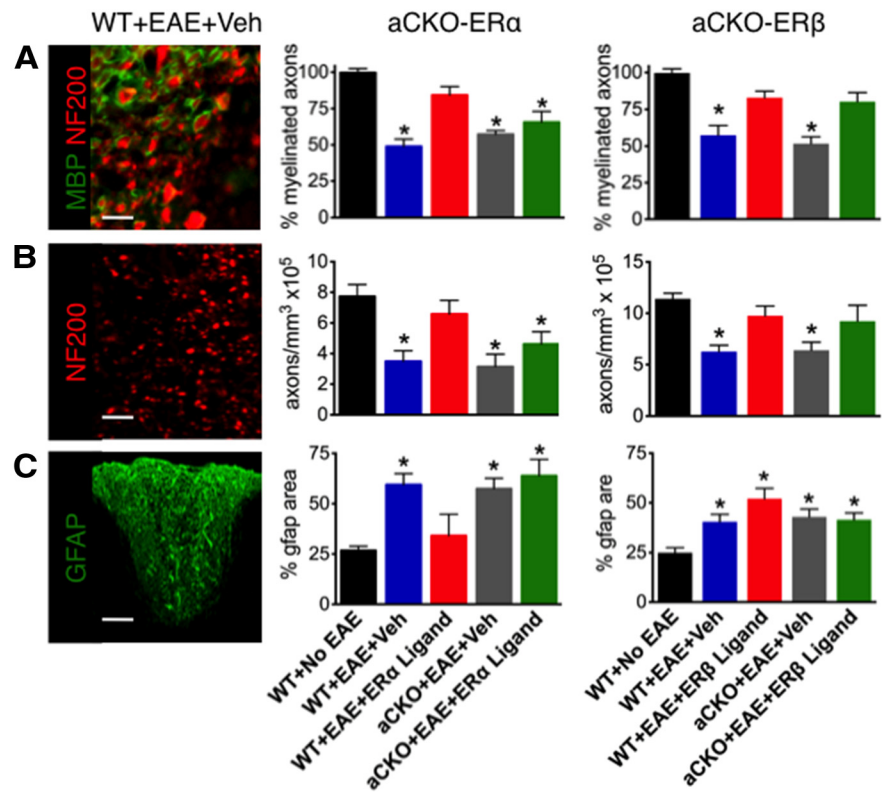 WT+EAE+Veh
aCKO-ERα
aCKO-ERβ
A
MBP NF200
% myelinated axons
100
75
50
25
0
*
*
*
% myelinated axons
100
75
50
25
0
*
*
B
NF200
axons/mm³ x10⁵
10
8
6
4
2
0
*
*
*
axons/mm³ x 10⁵
15
10
5
0
*
*
C
GFAP
% gfap area
75
50
25
0
*
*
*
% gfap are
75
50
25
0
*
*
*
*
WT+No EAE
WT+EAE+Veh
WT+EAE+ERα Ligand
aCKO+EAE+Veh
aCKO+EAE+ERα Ligand
WT+No EAE
WT+EAE+Veh
WT+EAE+ERβ Ligand
aCKO+EAE+Veh
aCKO+EAE+ERβ Ligand